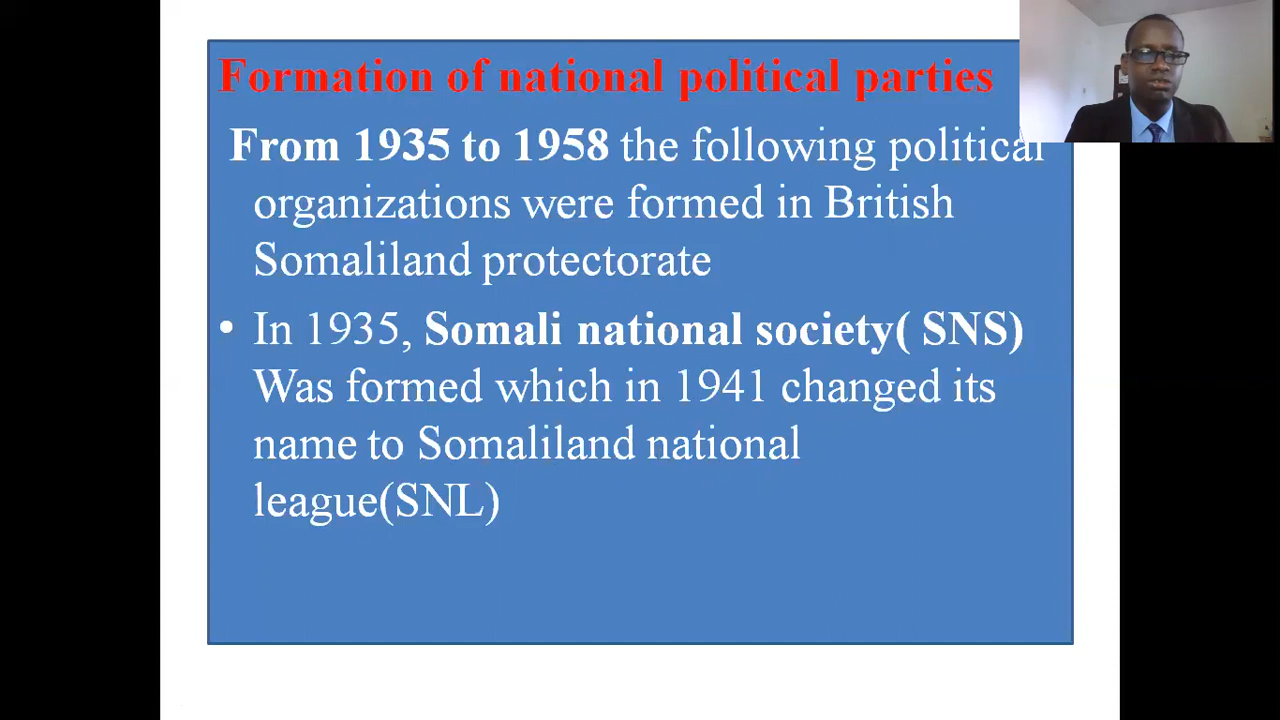 Formation of national political parties
From 1935 to 1958 the following political
organizations were formed in British
Somaliland protectorate
• In 1935, Somali national society( SNS)
Was formed which in 1941 changed its
name to Somaliland national
league(SNL)